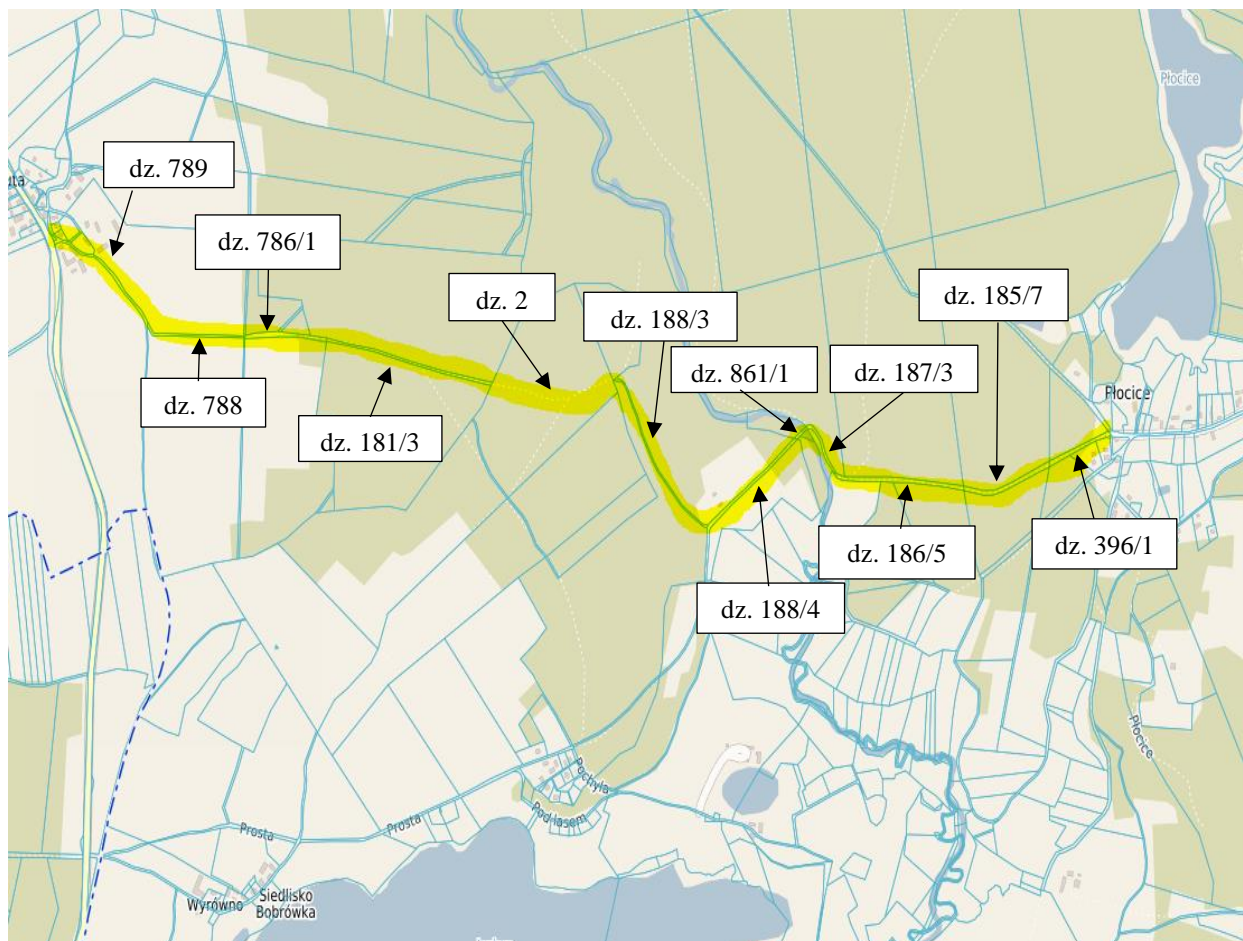 Płocice
dz. 789
dz. 786/1
dz. 2
dz. 188/3
dz. 185/7
dz. 861/1
dz. 187/3
Płocice
dz. 788
dz. 181/3
dz. 186/5
dz. 396/1
dz. 188/4
Płocice
Pochyła
Pod lasem
Prosta
Prosta
Siedlisko
Bobrówka
Wyrówno